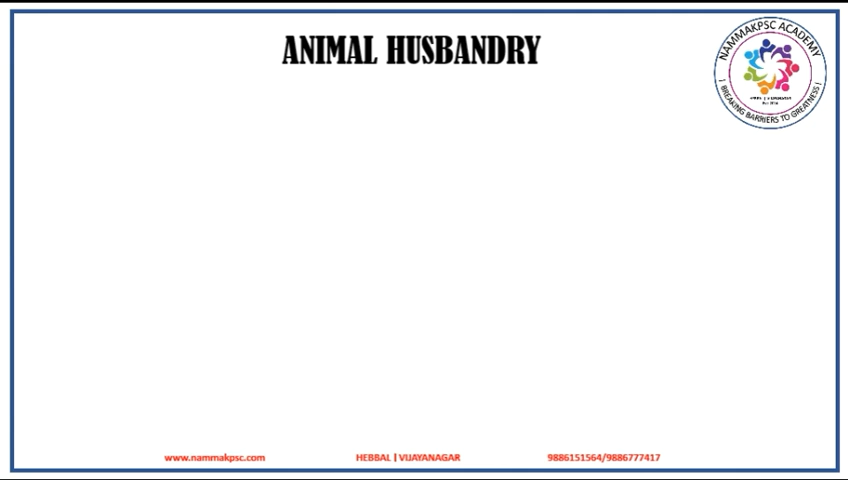 ANIMAL HUSBANDRY
NAMMAKPSC ACADEMY
| BREAKING BARRIERS TO GREATNESS |
www.nammakpsc.com
HEBBAL | VIJAYANAGAR
9886151564/9886777417